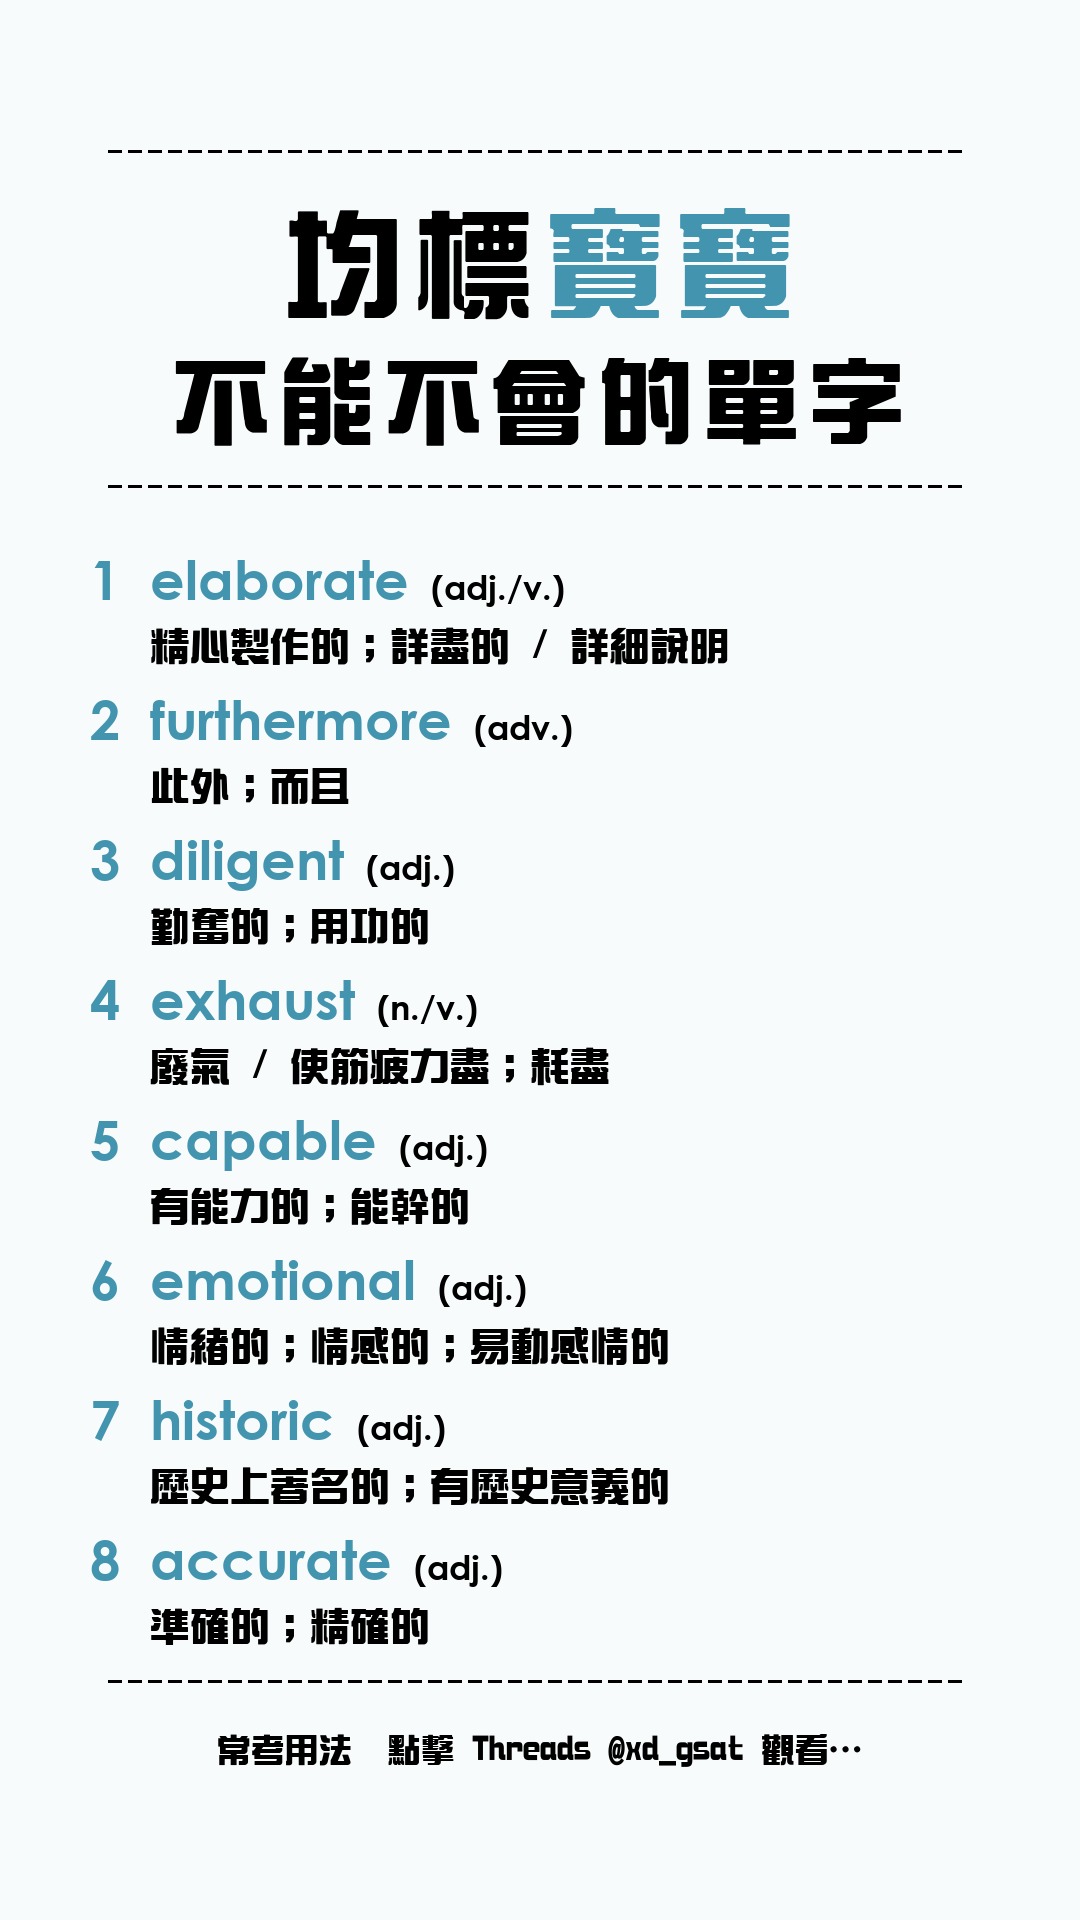 均標寶寶
不能不會的單字
1 elaborate (adj./v.)
精心製作的；詳盡的 / 詳細說明
2 furthermore (adv.)
此外；而且
3 diligent (adj.)
勤奮的；用功的
4 exhaust (n./v.)
廢氣 / 使筋疲力盡；耗盡
5 capable (adj.)
有能力的；能幹的
6 emotional (adj.)
情緒的；情感的；易動感情的
7 historic (adj.)
歷史上著名的；有歷史意義的
8 accurate (adj.)
準確的；精確的
常考用法 點擊 Threads @xd_gsat 觀看…